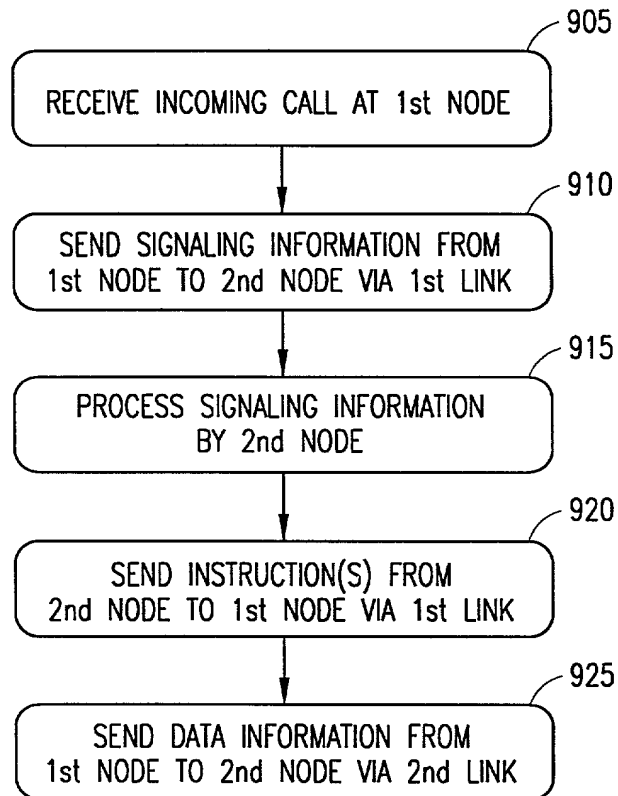 905
RECEIVE INCOMING CALL AT 1st NODE
910
SEND SIGNALING INFORMATION FROM
1st NODE TO 2nd NODE VIA 1st LINK
915
PROCESS SIGNALING INFORMATION
BY 2nd NODE
920
SEND INSTRUCTION(S) FROM
2nd NODE TO 1st NODE VIA 1st LINK
925
SEND DATA INFORMATION FROM
1st NODE TO 2nd NODE VIA 2nd LINK